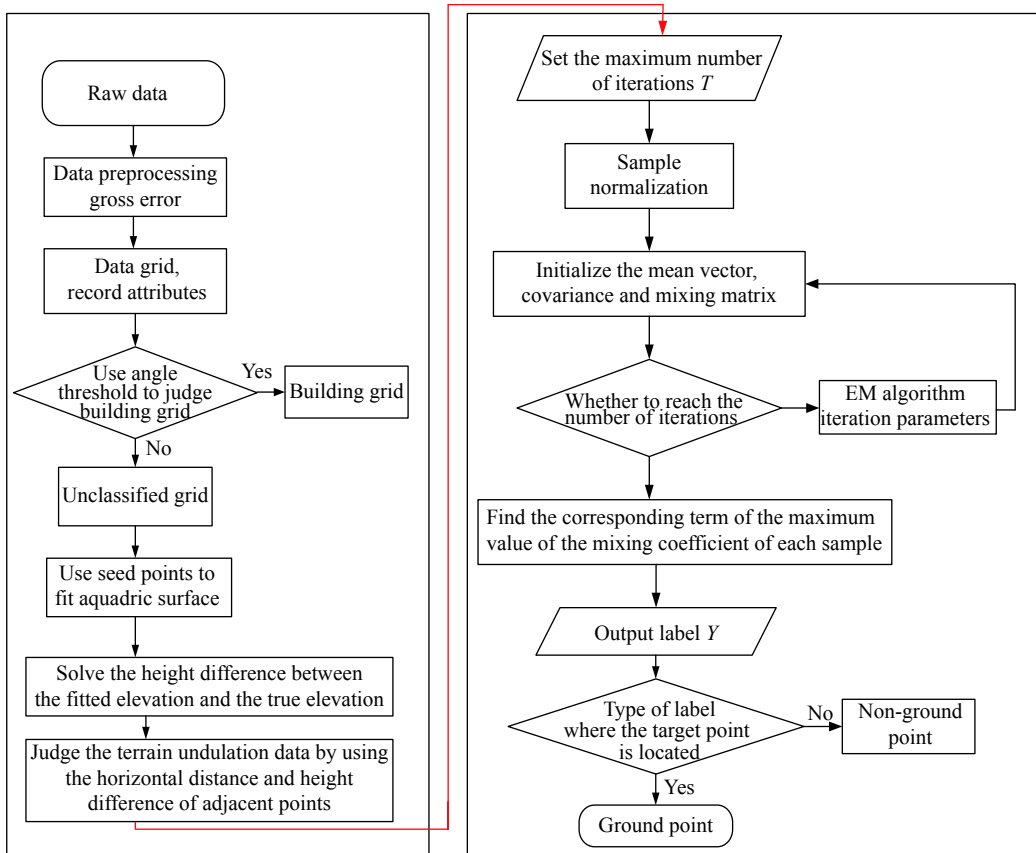 Raw data
Data preprocessing
gross error
Data grid,
record attributes
Use angle
threshold to judge
building grid
Yes
Building grid
No
Unclassified grid
Use seed points to
fit aquadric surface
Solve the height difference between
the fitted elevation and the true elevation
Judge the terrain undulation data by using
the horizontal distance and height
difference of adjacent points
Set the maximum number
of iterations T
Sample
normalization
Initialize the mean vector,
covariance and mixing matrix
Whether to reach the
number of iterations
EM algorithm
iteration parameters
Find the corresponding term of the maximum
value of the mixing coefficient of each sample
Output label Y
Type of label
where the target point
is located
No
Non-ground
point
Yes
Ground point